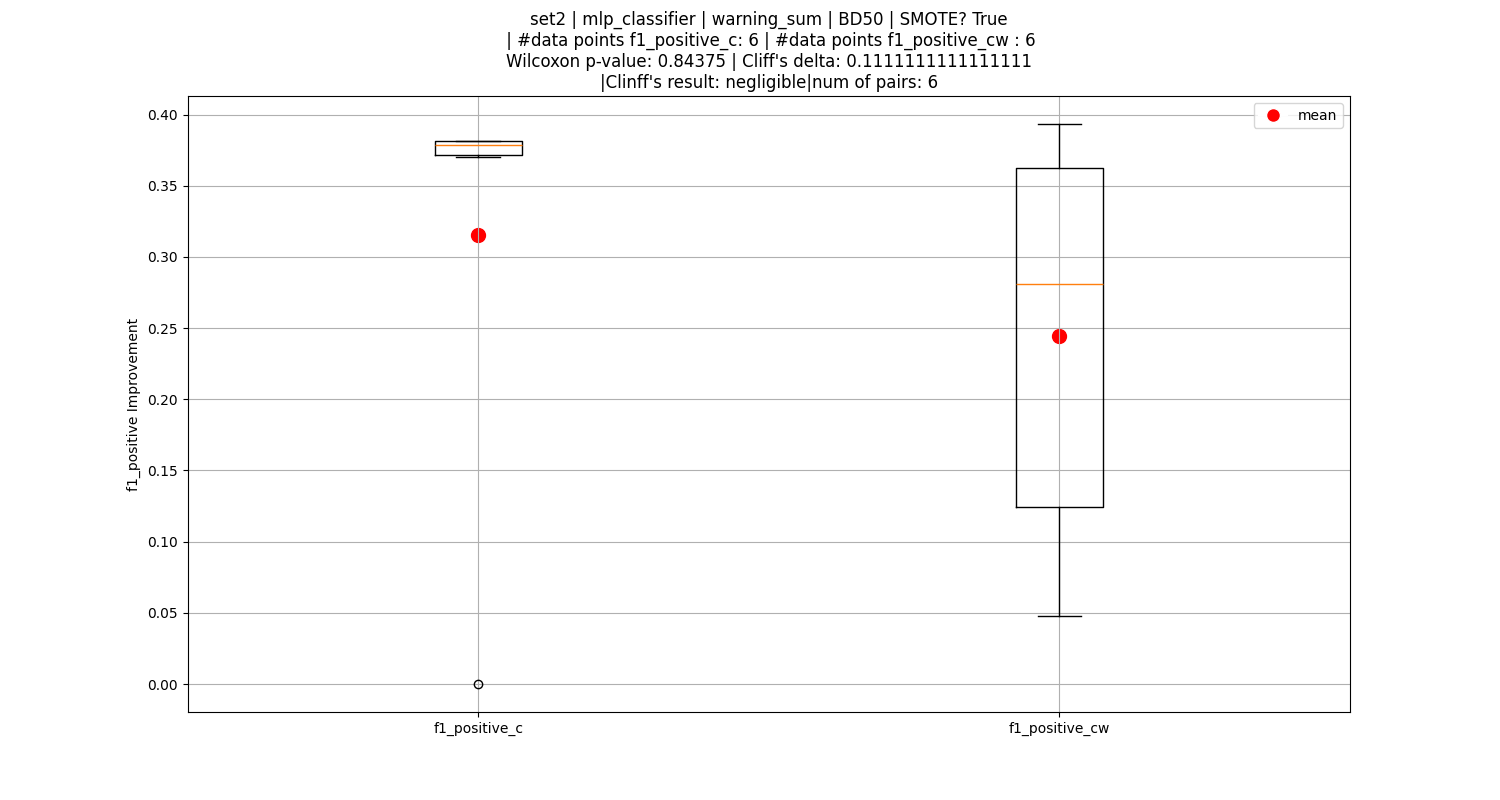 set2 | mlp_classifier | warning_sum | BD50 | SMOTE? True
| #data points f1_positive_c: 6 | #data points f1_positive_cw : 6
Wilcoxon p-value: 0.84375 | Cliff's delta: 0.1111111111111111
|Clinff's result: negligible|num of pairs: 6
mean
f1_positive Improvement
0.40
0.35
0.30
0.25
0.20
0.15
0.10
0.05
0.00
f1_positive_c
f1_positive_cw